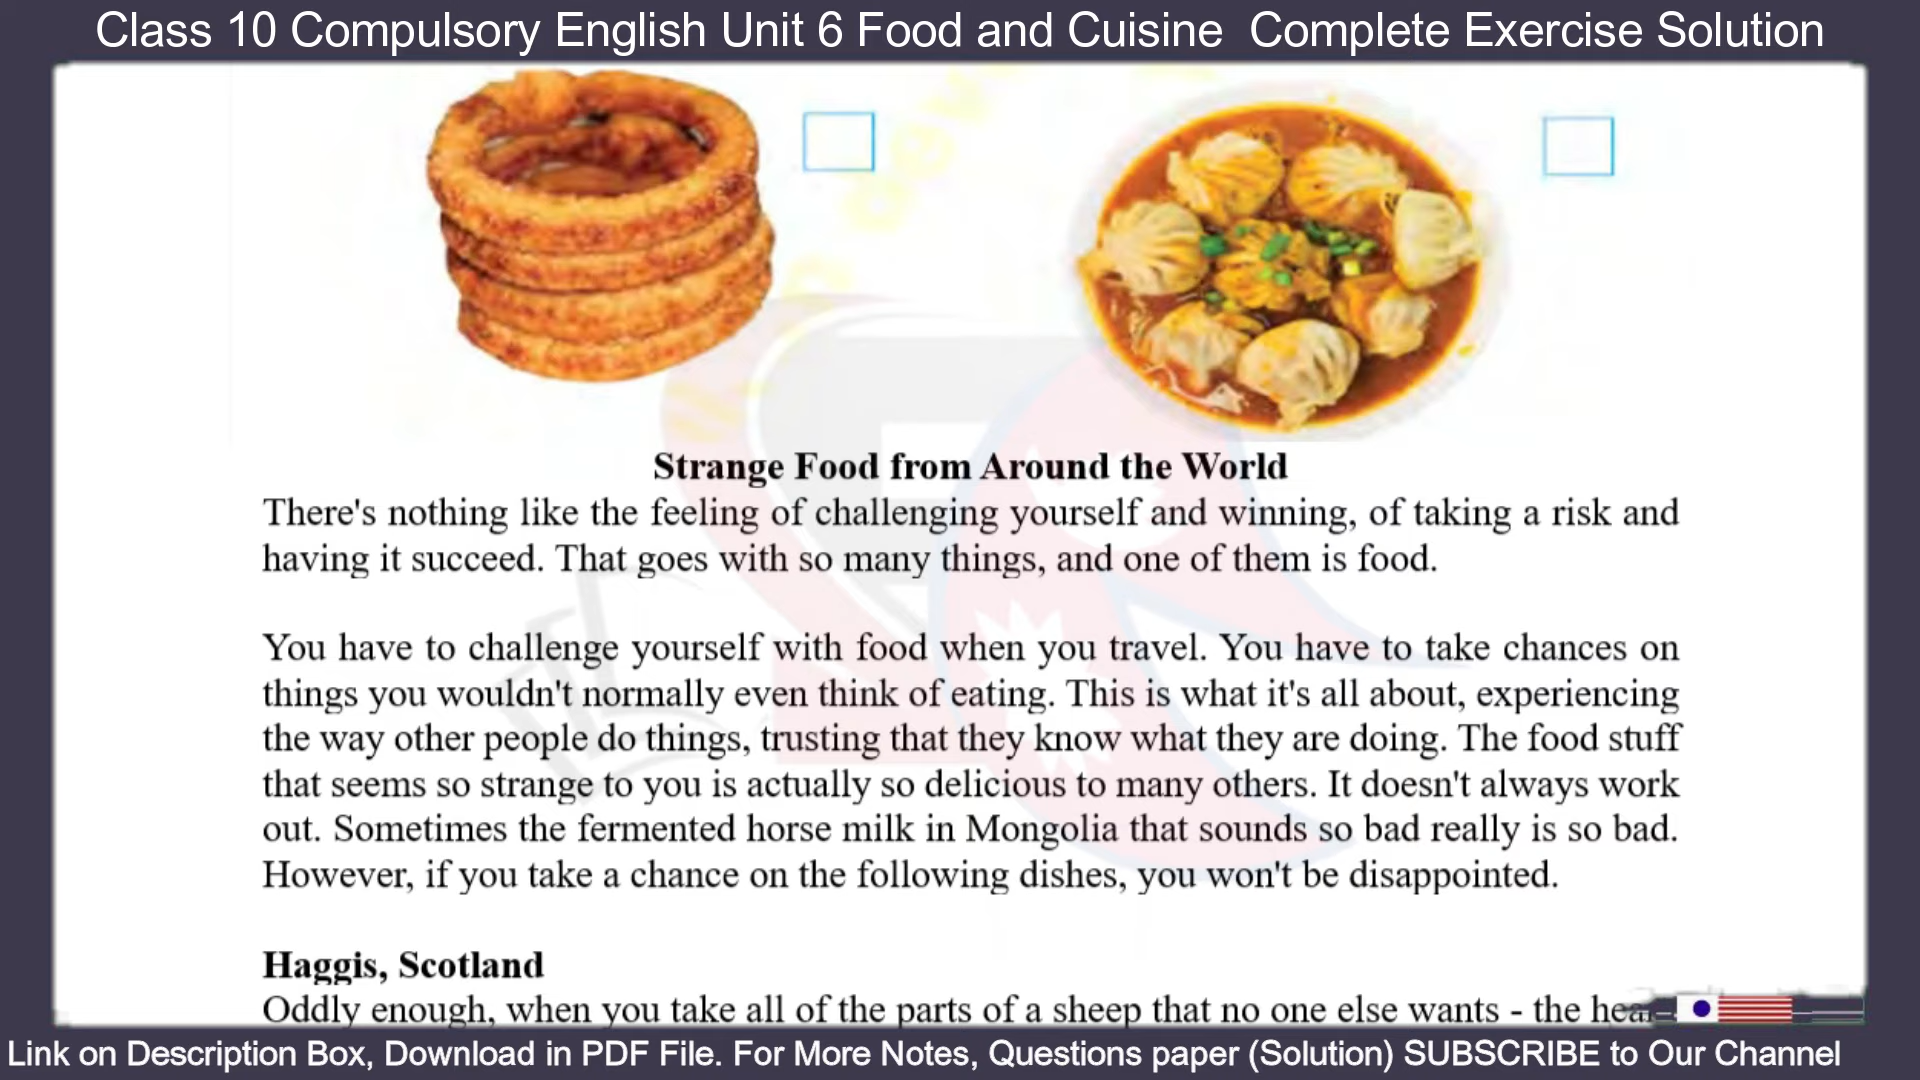 Class 10 Compulsory English Unit 6 Food and Cuisine  Complete Exercise Solution
Strange Food from Around the World
There's nothing like the feeling of challenging yourself and winning, of taking a risk and
having it succeed. That goes with so many things, and one of them is food.
You have to challenge yourself with food when you travel. You have to take chances on
things you wouldn't normally even think of eating. This is what it's all about, experiencing
the way other people do things, trusting that they know what they are doing. The food stuff
that seems so strange to you is actually so delicious to many others. It doesn't always work
out. Sometimes the fermented horse milk in Mongolia that sounds so bad really is so bad.
However, if you take a chance on the following dishes, you won't be disappointed.
Haggis, Scotland
Oddly enough, when you take all of the parts of a sheep that no one else wants - the
Link on Description Box, Download in PDF File. For More Notes, Questions paper (Solution) SUBSCRIBE to Our Channel